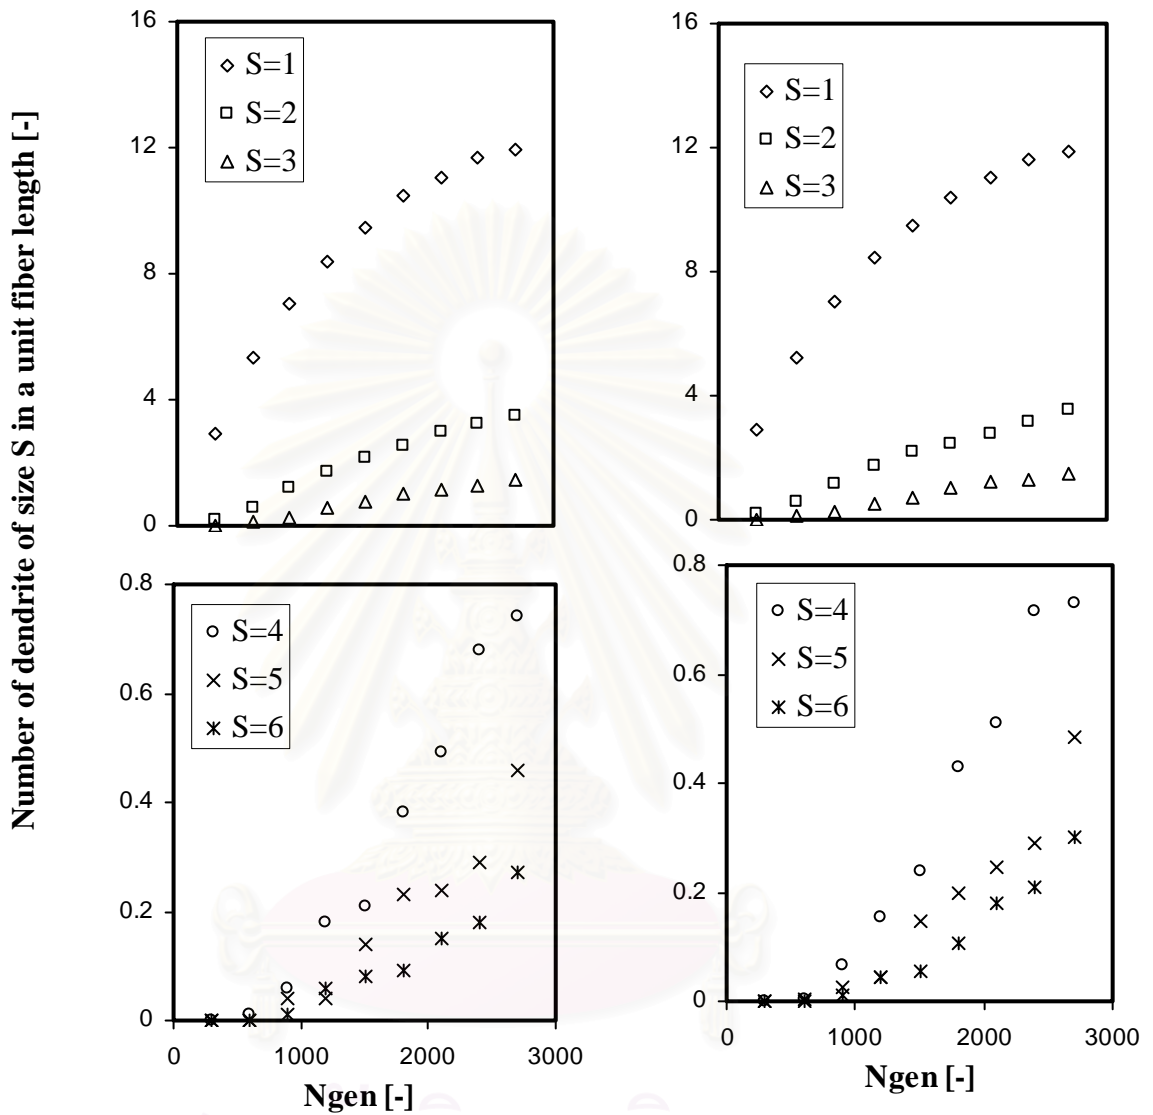 Number of dendrite of size S in a unit fiber length [-]
16
12
8
4
0
S=1
S=2
S=3
16
12
8
4
0
S=1
S=2
S=3
0.8
0.6
0.4
0.2
0
S=4
S=5
S=6
0 1000 2000 3000
Ngen [-]
0.8
0.6
0.4
0.2
0
S=4
S=5
S=6
0 1000 2000 3000
Ngen [-]